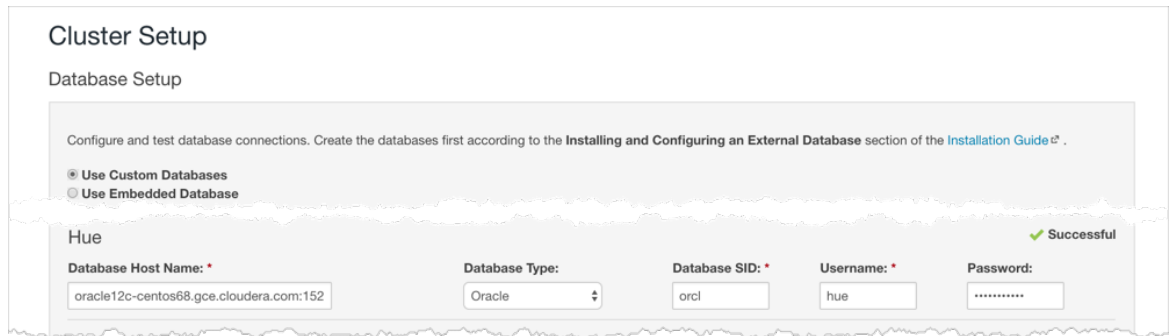 Cluster Setup
Database Setup
Configure and test database connections. Create the databases first according to the Installing and Configuring an External Database section of the Installation Guide .
Use Custom Databases
Use Embedded Database
Hue
Successful
Database Host Name: * Database Type: Database SID: * Username: * Password:
oracle12c-centos68.gce.cloudera.com:152 Oracle orcl hue ···········